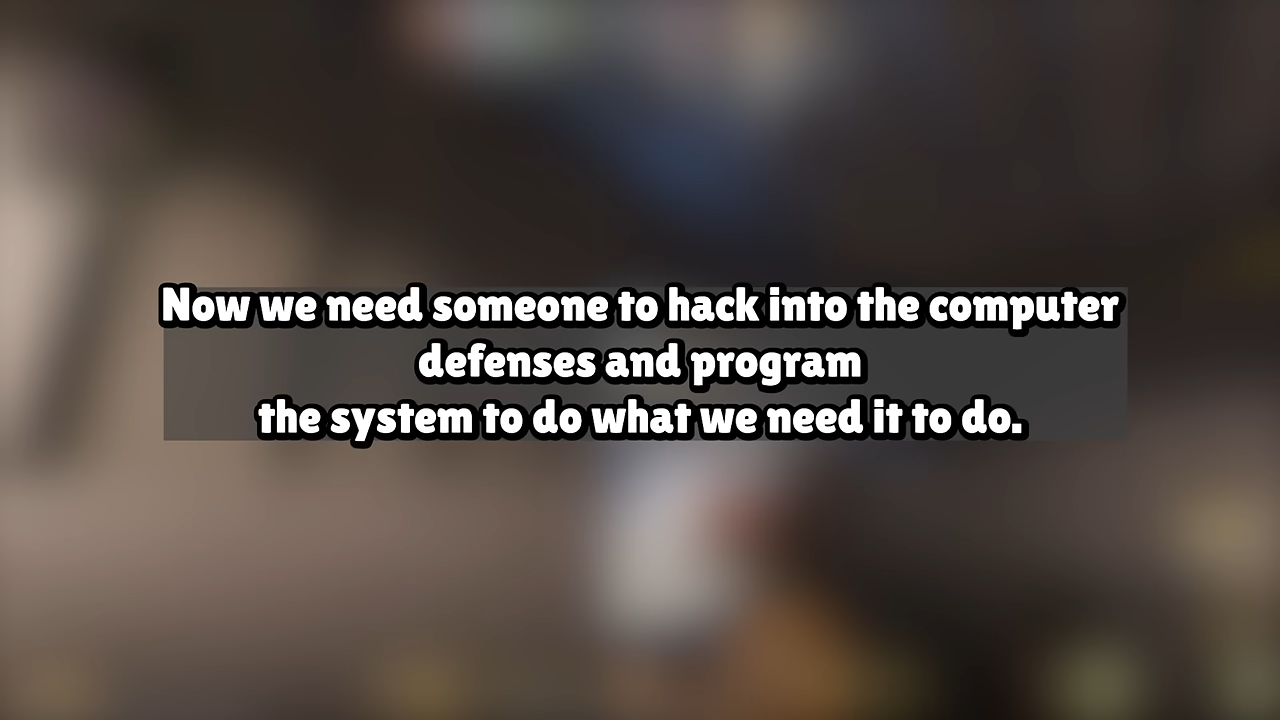 Now we need someone to hack into the computer
defenses and program
the system to do what we need it to do.